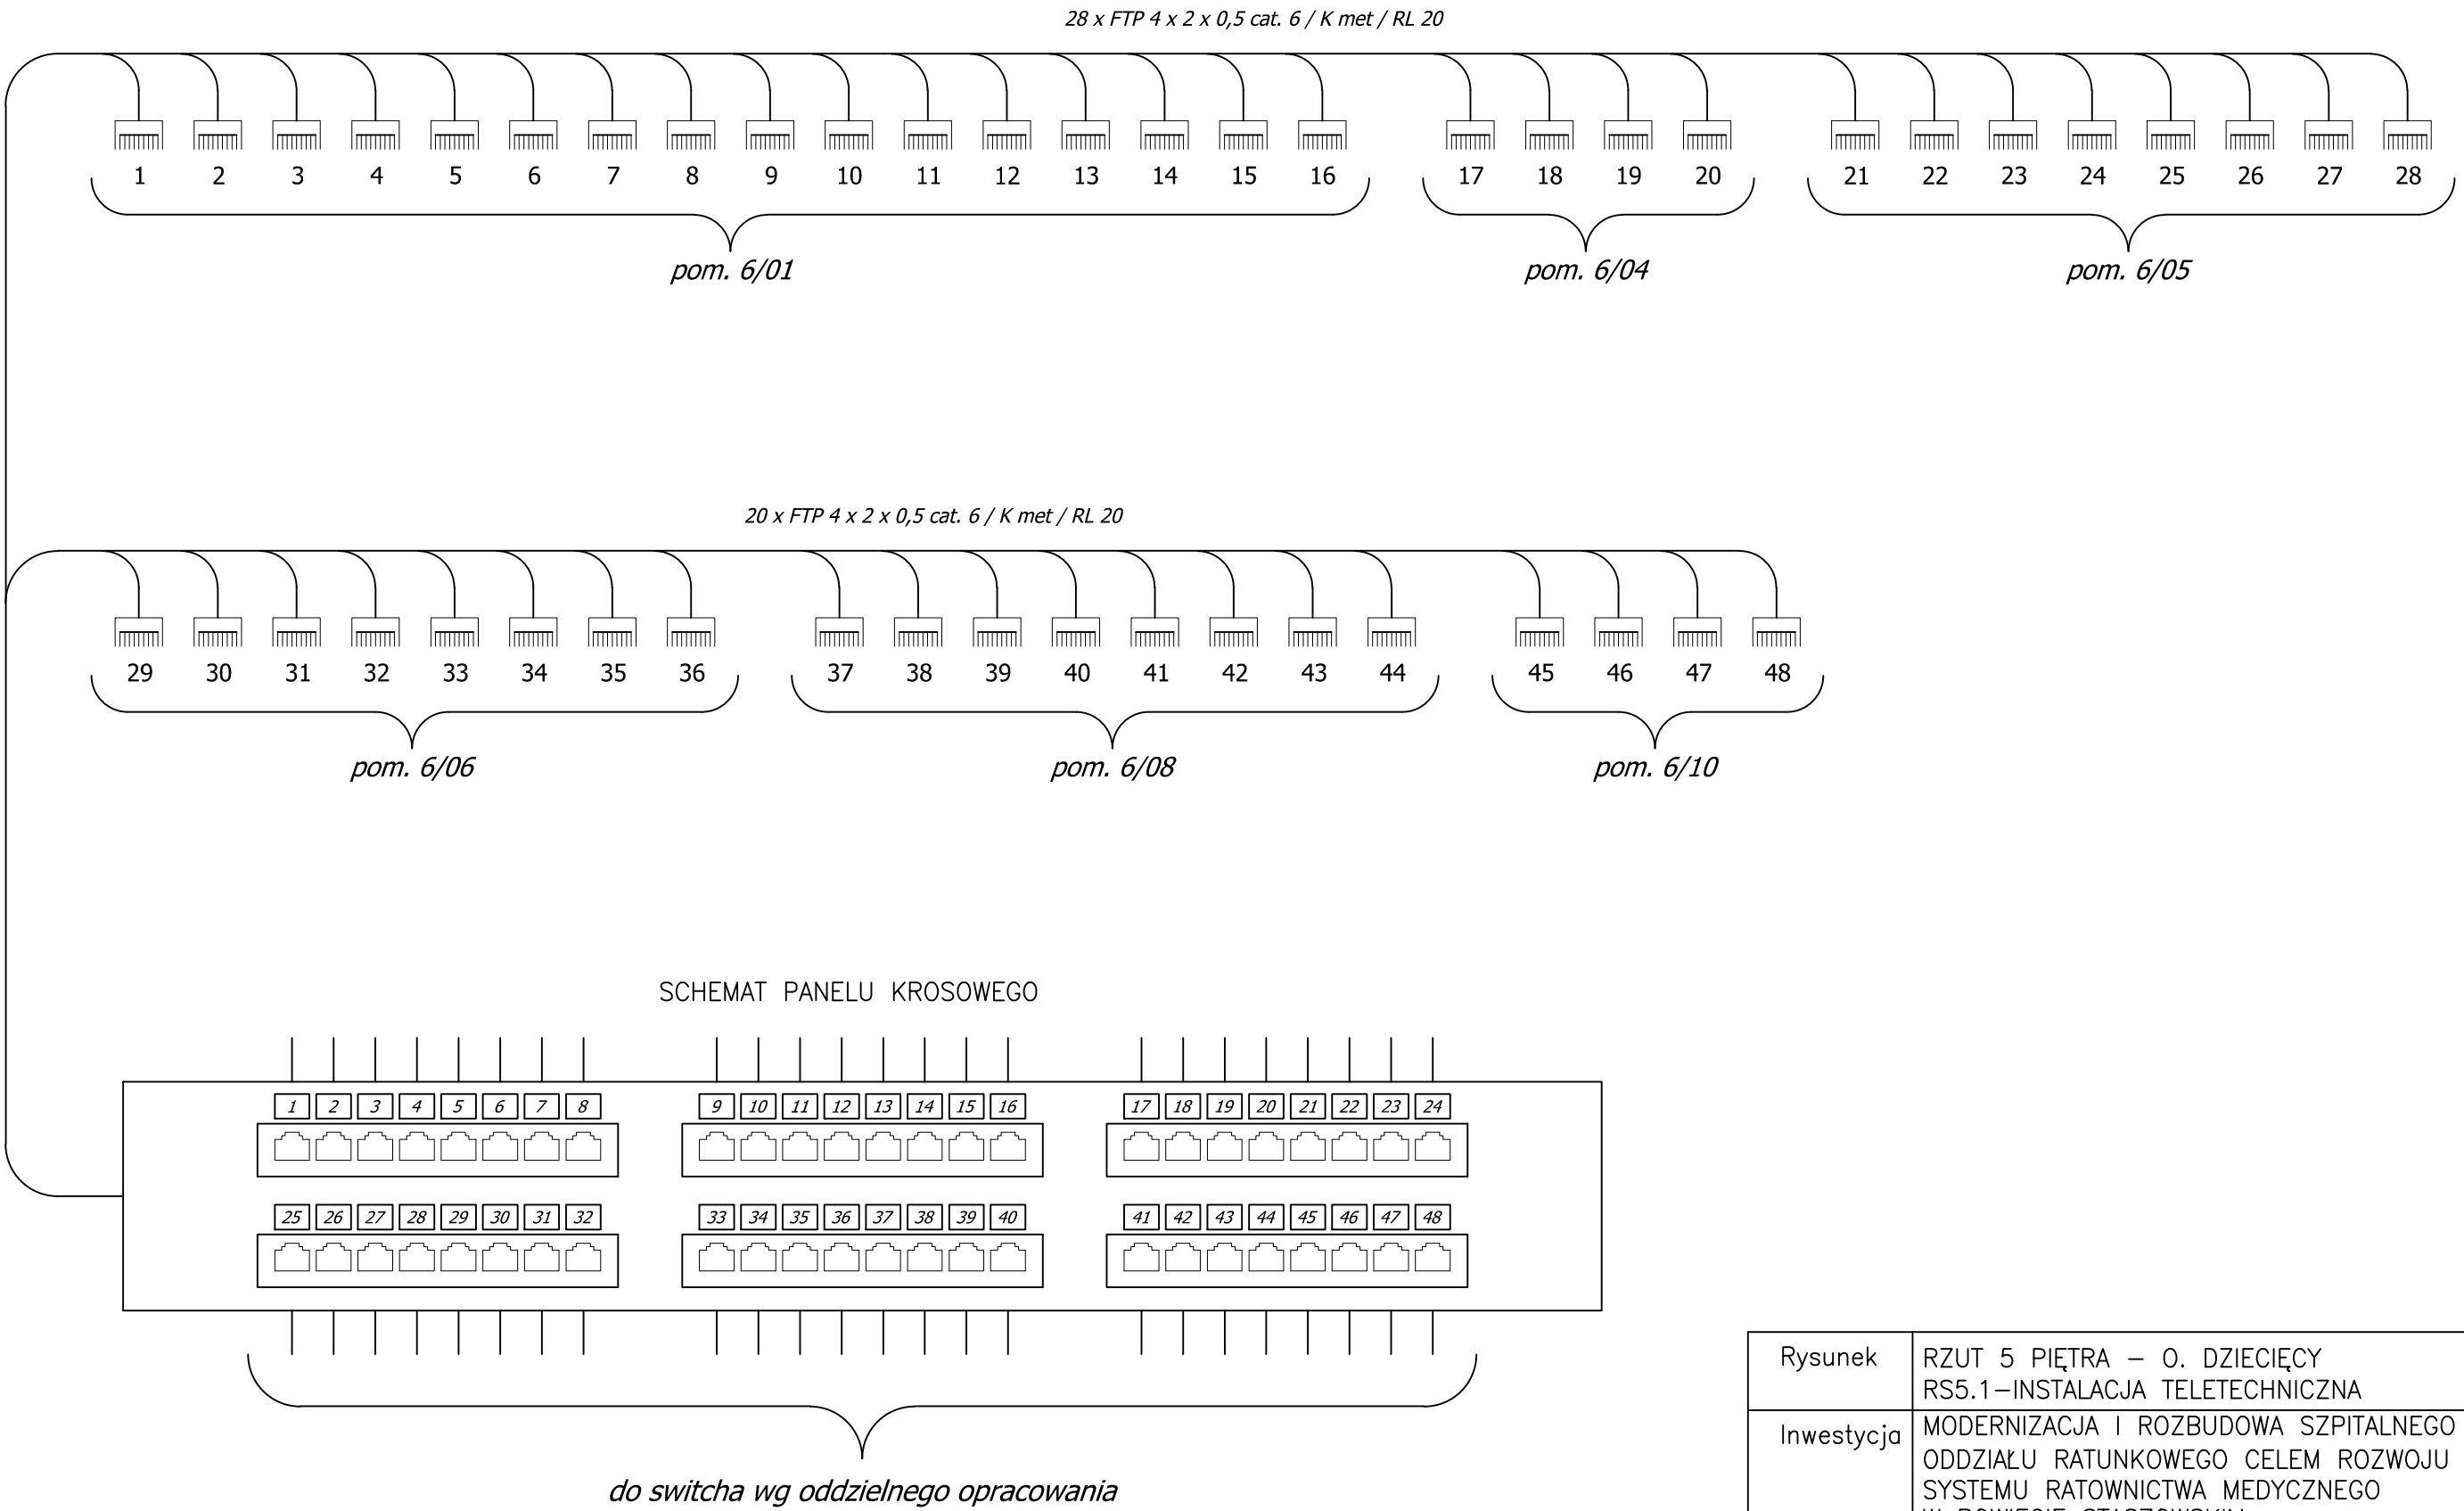 28 x FTP 4 x 2 x 0,5 cat. 6 / K met / RL 20
1 2 3 4 5 6 7 8 9 10 11 12 13 14 15 16 17 18 19 20 21 22 23 24 25 26 27 28
pom. 6/01 pom. 6/04 pom. 6/05
20 x FTP 4 x 2 x 0,5 cat. 6 / K met / RL 20
29 30 31 32 33 34 35 36 37 38 39 40 41 42 43 44 45 46 47 48
pom. 6/06 pom. 6/08 pom. 6/10
SCHEMAT PANELU KROSOWEGO
1 2 3 4 5 6 7 8 9 10 11 12 13 14 15 16 17 18 19 20 21 22 23 24
25 26 27 28 29 30 31 32 33 34 35 36 37 38 39 40 41 42 43 44 45 46 47 48
do switcha wg oddzielnego opracowania
Rysunek
RZUT 5 PIĘTRA – O. DZIECIĘCY
RS5.1–INSTALACJA TELETECHNICZNA
Inwestycja
MODERNIZACJA I ROZBUDOWA SZPITALNEGO
ODDZIAŁU RATUNKOWEGO CELEM ROZWOJU
SYSTEMU RATOWNICTWA MEDYCZNEGO